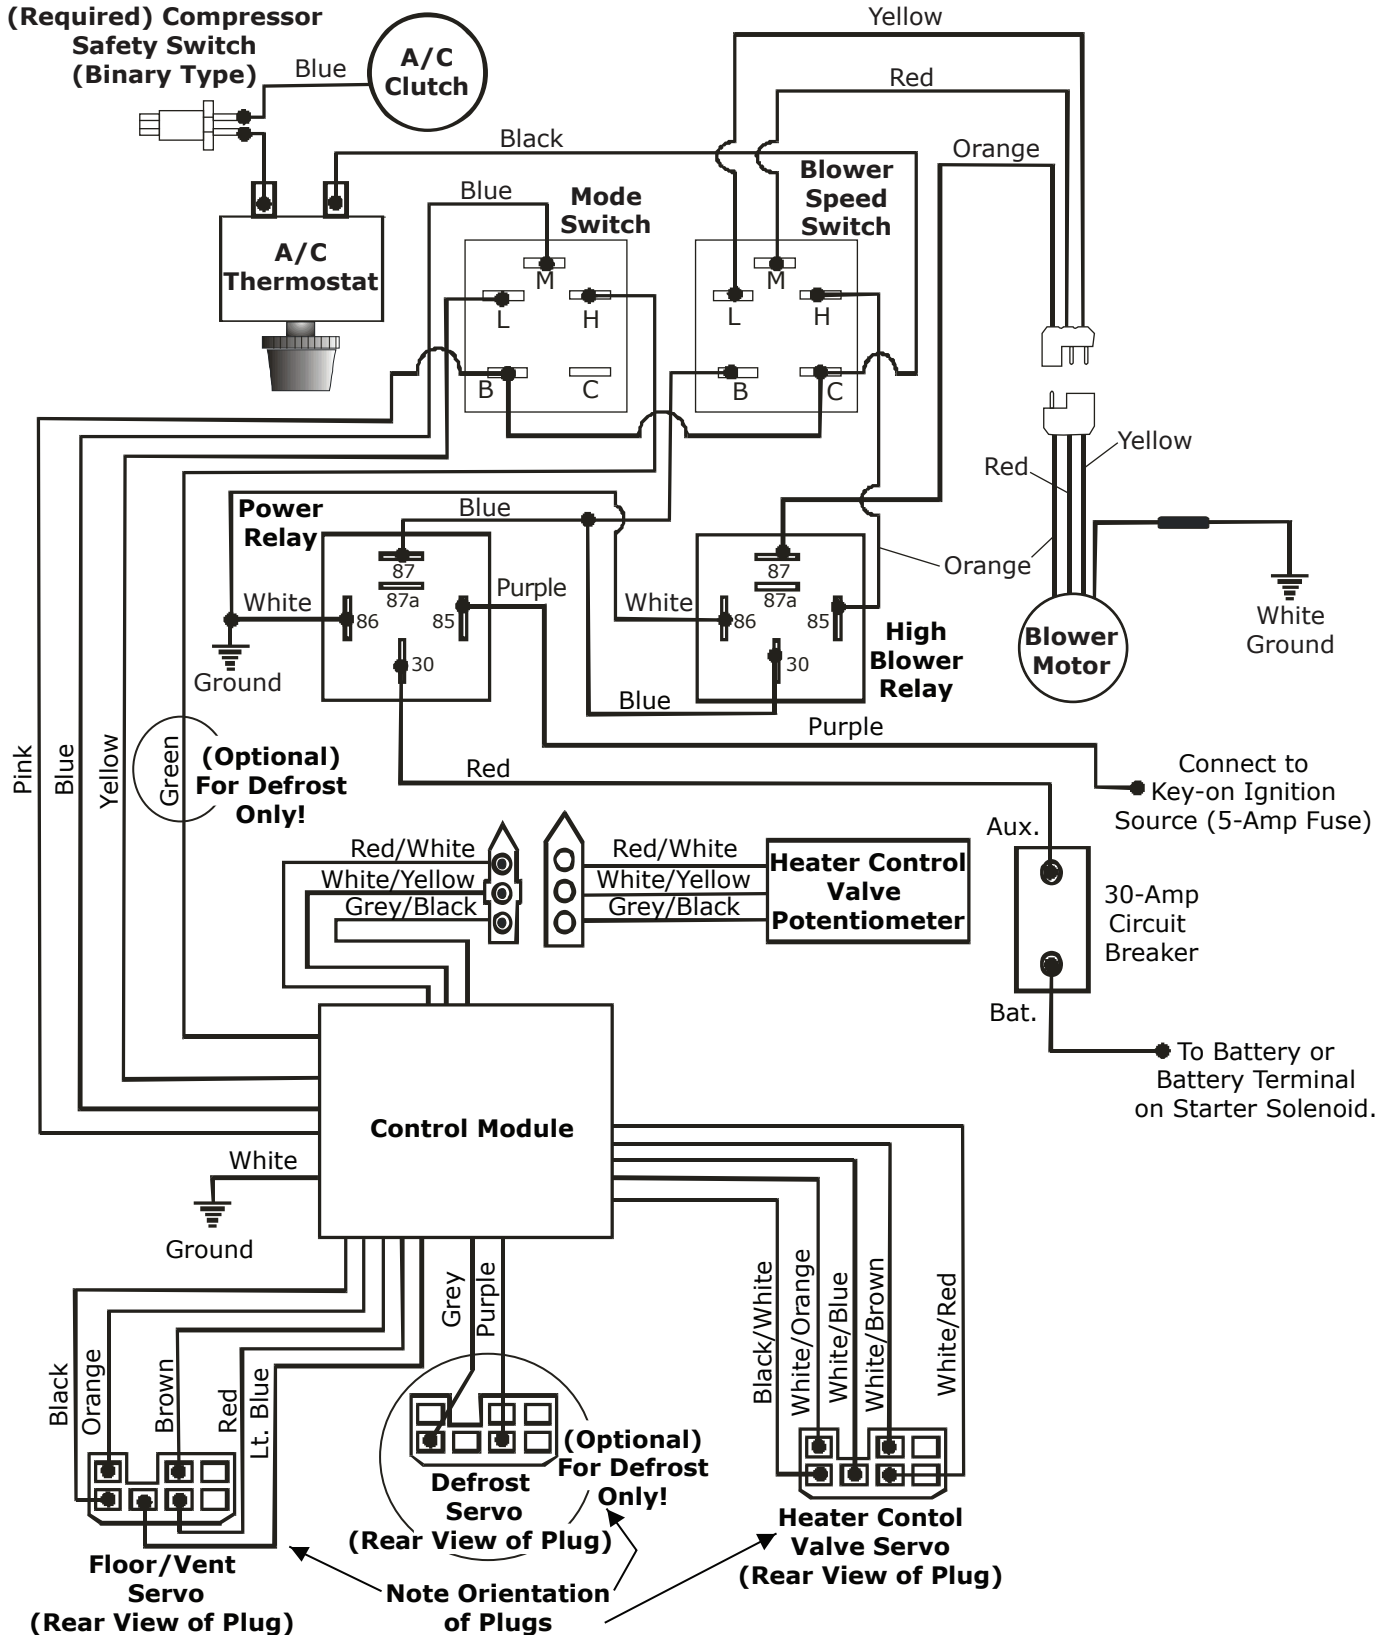 (Required) Compressor
Safety Switch
(Binary Type)
Blue
A/C
Clutch
Yellow
Red
Black
Orange
Blue
Mode
Switch
Blower
Speed
Switch
A/C
Thermostat
M
L
H
B
C
M
L
H
B
C
Yellow
Red
Orange
Power
Relay
Blue
87
87a
86
85
30
White
Purple
Ground
White
87
87a
86
85
30
High
Blower
Relay
Blue
Blower
Motor
White
Ground
Purple
Pink
Blue
Yellow
Green
(Optional)
For Defrost
Only!
Red
Connect to
Key-on Ignition
Source (5-Amp Fuse)
Aux.
30-Amp
Circuit
Breaker
Bat.
To Battery or
Battery Terminal
on Starter Solenoid.
Red/White
White/Yellow
Grey/Black
Red/White
White/Yellow
Grey/Black
Heater Control
Valve
Potentiometer
Control Module
White
Ground
Black
Orange
Brown
Red
Lt. Blue
Grey
Purple
Black/White
White/Orange
White/Blue
White/Brown
White/Red
Floor/Vent
Servo
(Rear View of Plug)
Defrost
Servo
(Rear View of Plug)
(Optional)
For Defrost
Only!
Heater Contol
Valve Servo
(Rear View of Plug)
Note Orientation
of Plugs